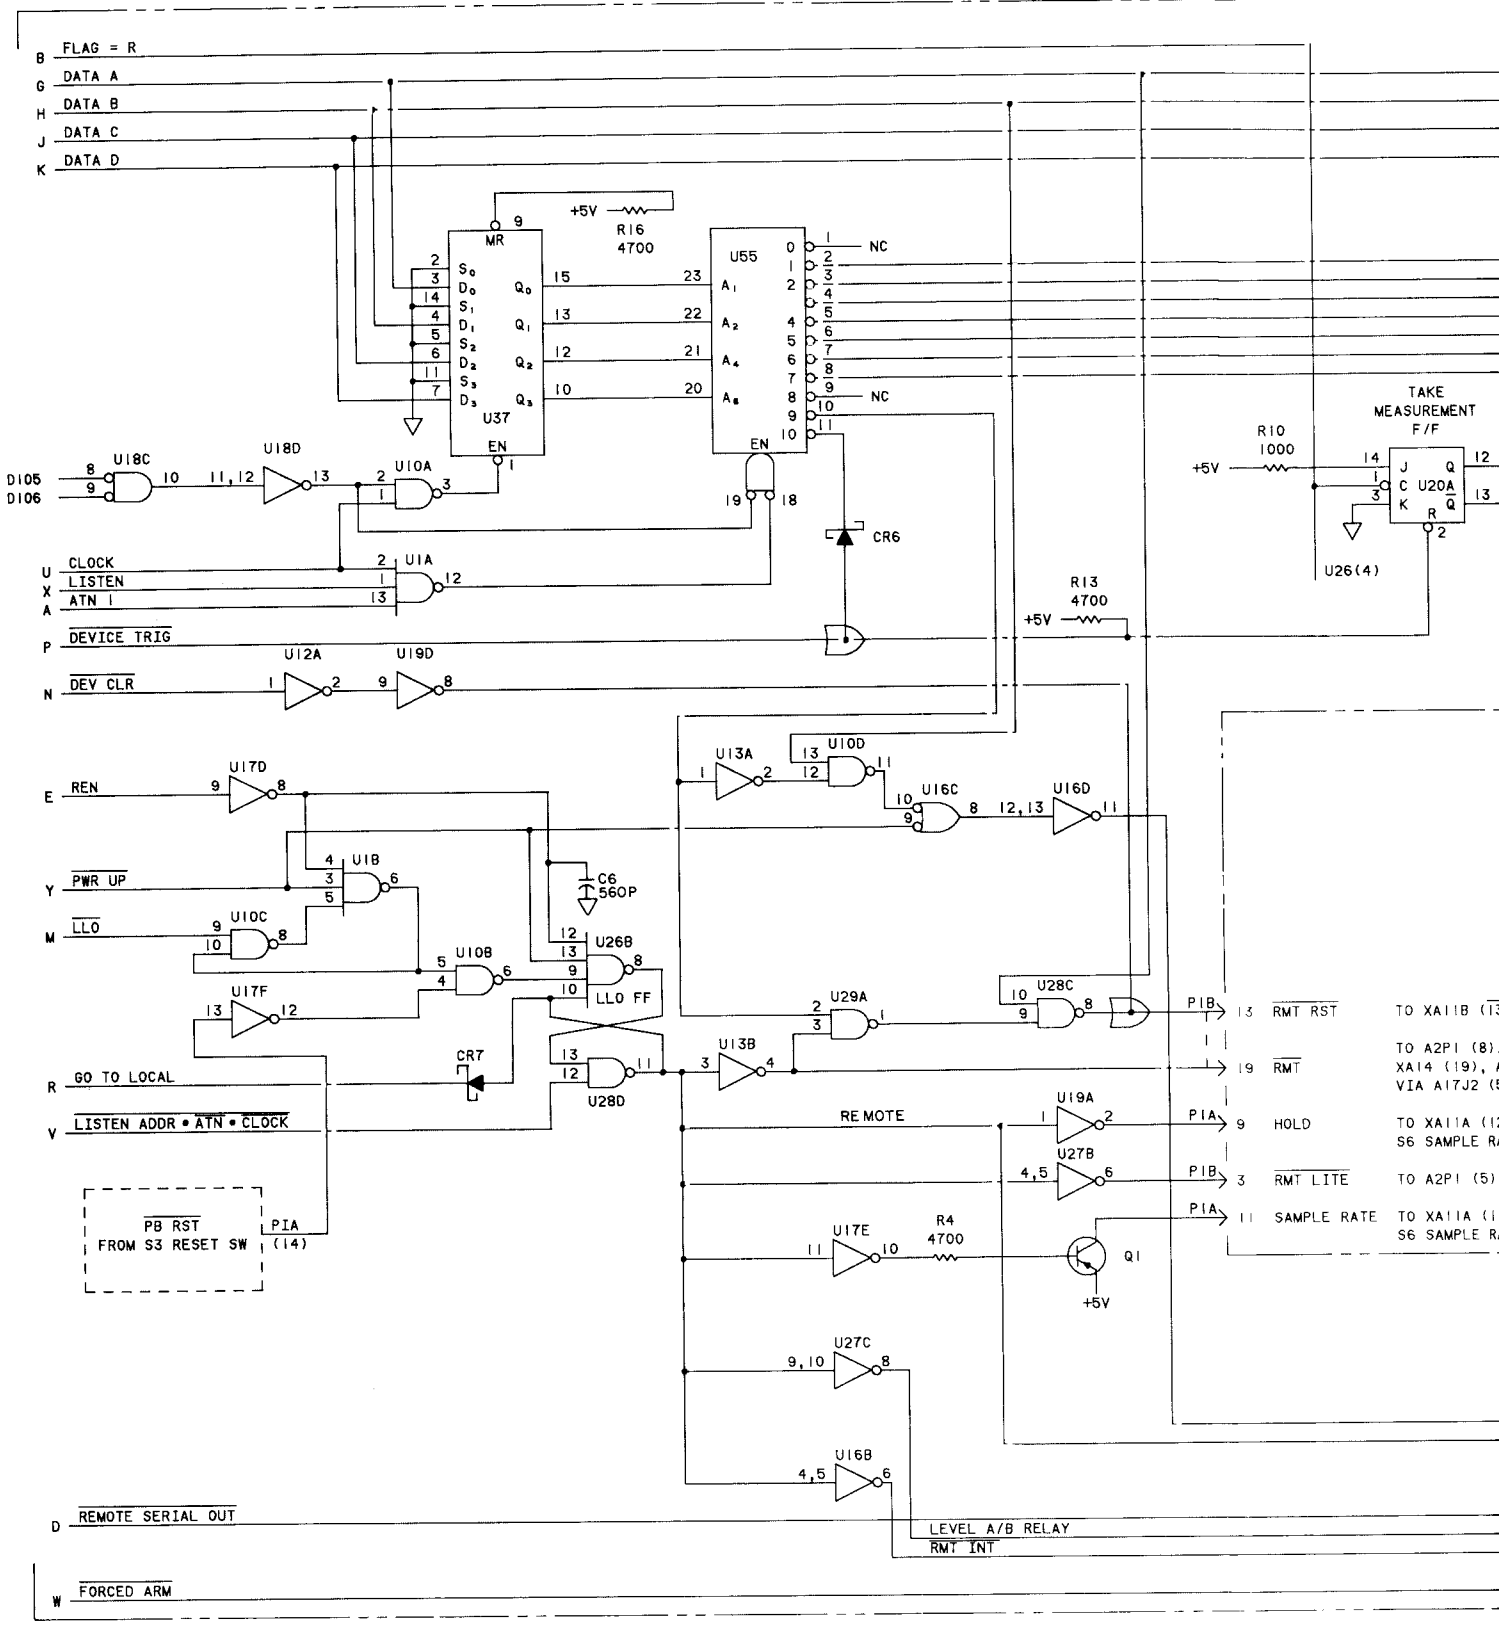 B FLAG = R
G DATA A
H DATA B
J DATA C
K DATA D
+5V
R16
4700
9
MR
2 S0
3 D0
14 S1
4 D1
5 S2
6 D2
11 S3
7 D3
Q0 15
Q1 13
Q2 12
Q3 10
U37
EN
1
U55
23 A1
22 A2
21 A4
20 A8
0 1 NC
1 2
2 3
4
4 5
5 6
6 7
7 8
8 9 NC
9 10
10 11
EN
19 18
DIO5 8
DIO6 9
U18C
10
11,12
U18D
13
U10A
2
1
3
U CLOCK
X LISTEN
A ATN 1
2
1
13
U1A
12
CR6
P DEVICE TRIG
N DEV CLR
1
U12A
2
9
U19D
8
R13
4700
+5V
R10
1000
+5V
TAKE
MEASUREMENT
F/F
14 J Q 12
1 C U20A
3 K Q 13
R
2
U26(4)
E REN
9
U17D
8
Y PWR UP
4
3
5
U1B
6
M LLO
9
10
U10C
8
U17F
13
12
5
4
U10B
6
C6
560P
12
13
9
10
U26B
8
LLO FF
R GO TO LOCAL
CR7
V LISTEN ADDR • ATN • CLOCK
13
12
11
U28D
PB RST
FROM S3 RESET SW
P1A
(14)
U13A
1
2
13
12
U10D
11
10
9
U16C
8
12,13
U16D
11
3
U13B
4
2
3
U29A
1
10
9
U28C
8
P1B 13 RMT RST
TO XA11B (13
19 RMT
TO A2P1 (8),
XA14 (19), A
VIA A17J2 (5
REMOTE
1
U19A
2
P1A 9 HOLD
TO XA11A (12
S6 SAMPLE RA
4,5
U27B
6
P1B 3 RMT LITE
TO A2P1 (5)
P1A 11 SAMPLE RATE
TO XA11A (1
S6 SAMPLE RA
11
U17E
10
R4
4700
Q1
+5V
9,10
U27C
8
4,5
U16B
6
D REMOTE SERIAL OUT
LEVEL A/B RELAY
RMT INT
W FORCED ARM